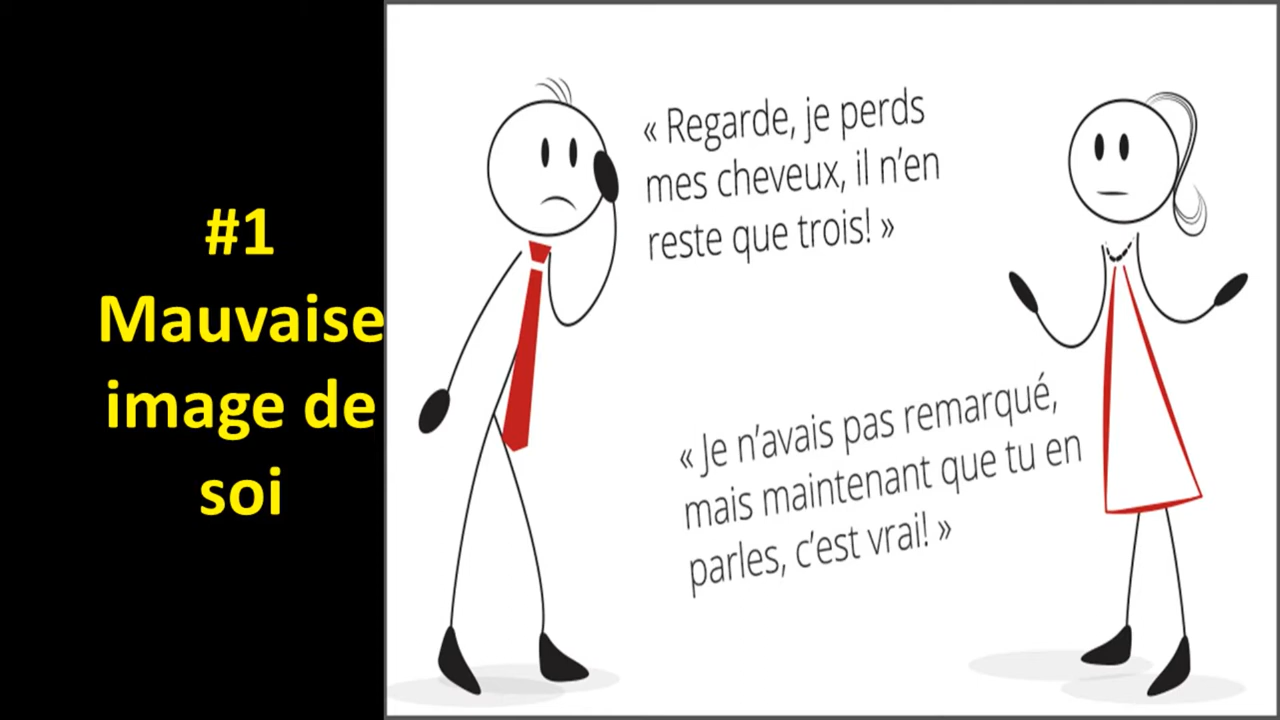 #1
Mauvaise
image de
soi
« Regarde, je perds
mes cheveux, il n'en
reste que trois! »
« Je n'avais pas remarqué,
mais maintenant que tu en
parles, c'est vrai! »